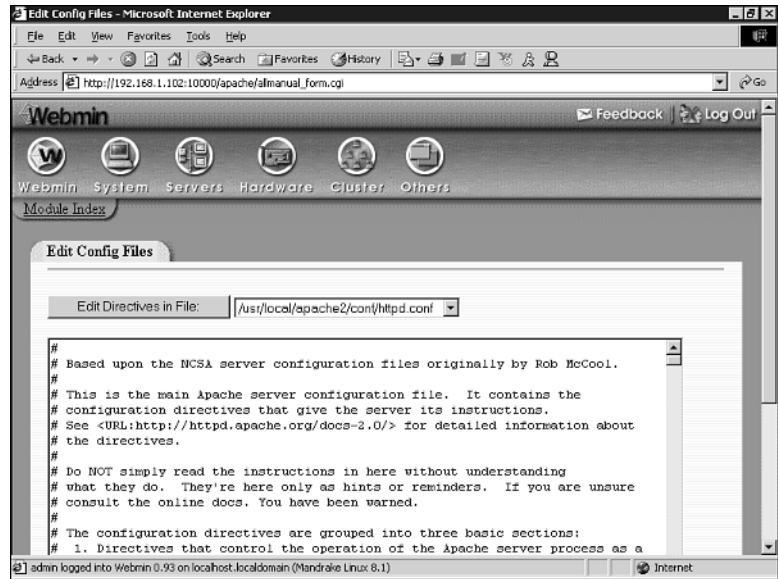 Edit Config Files - Microsoft Internet Explorer
File Edit View Favorites Tools Help
Back Search Favorites History
Address http://192.168.1.102:10000/apache/allmanual_form.cgi Go
Webmin Feedback Log Out
Webmin System Servers Hardware Cluster Others
Module Index
Edit Config Files
Edit Directives in File: /usr/local/apache2/conf/httpd.conf
#
# Based upon the NCSA server configuration files originally by Rob McCool.
#
# This is the main Apache server configuration file.  It contains the
# configuration directives that give the server its instructions.
# See <URL:http://httpd.apache.org/docs-2.0/> for detailed information about
# the directives.
#
# Do NOT simply read the instructions in here without understanding
# what they do.  They're here only as hints or reminders.  If you are unsure
# consult the online docs. You have been warned.
#
# The configuration directives are grouped into three basic sections:
#  1. Directives that control the operation of the Apache server process as a
admin logged into Webmin 0.93 on localhost.localdomain (Mandrake Linux 8.1) Internet